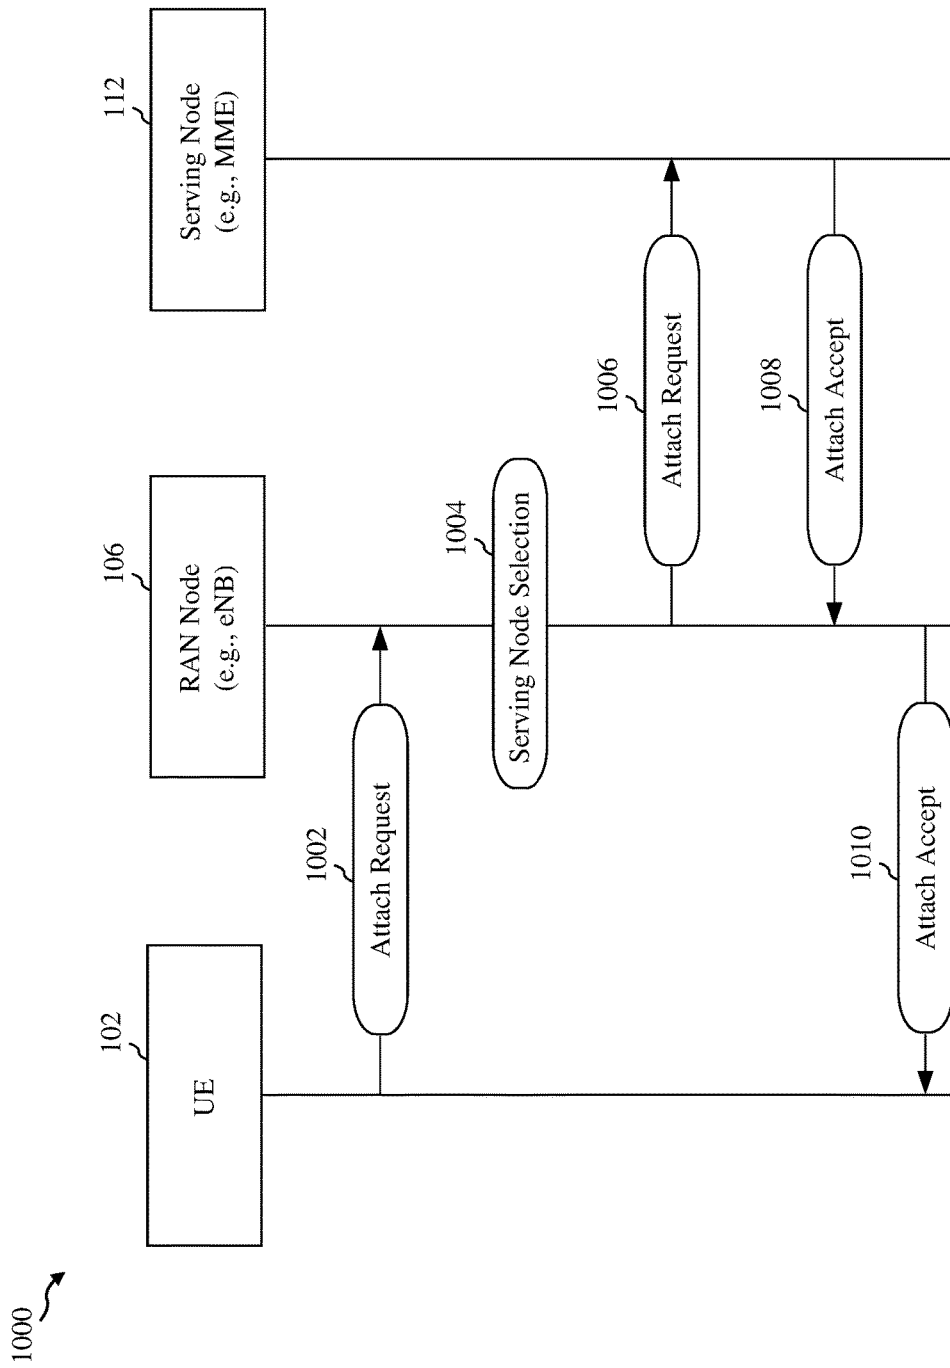 1000
102
UE
106
RAN Node
(e.g., eNB)
112
Serving Node
(e.g., MME)
1002
Attach Request
1004
Serving Node Selection
1006
Attach Request
1008
Attach Accept
1010
Attach Accept